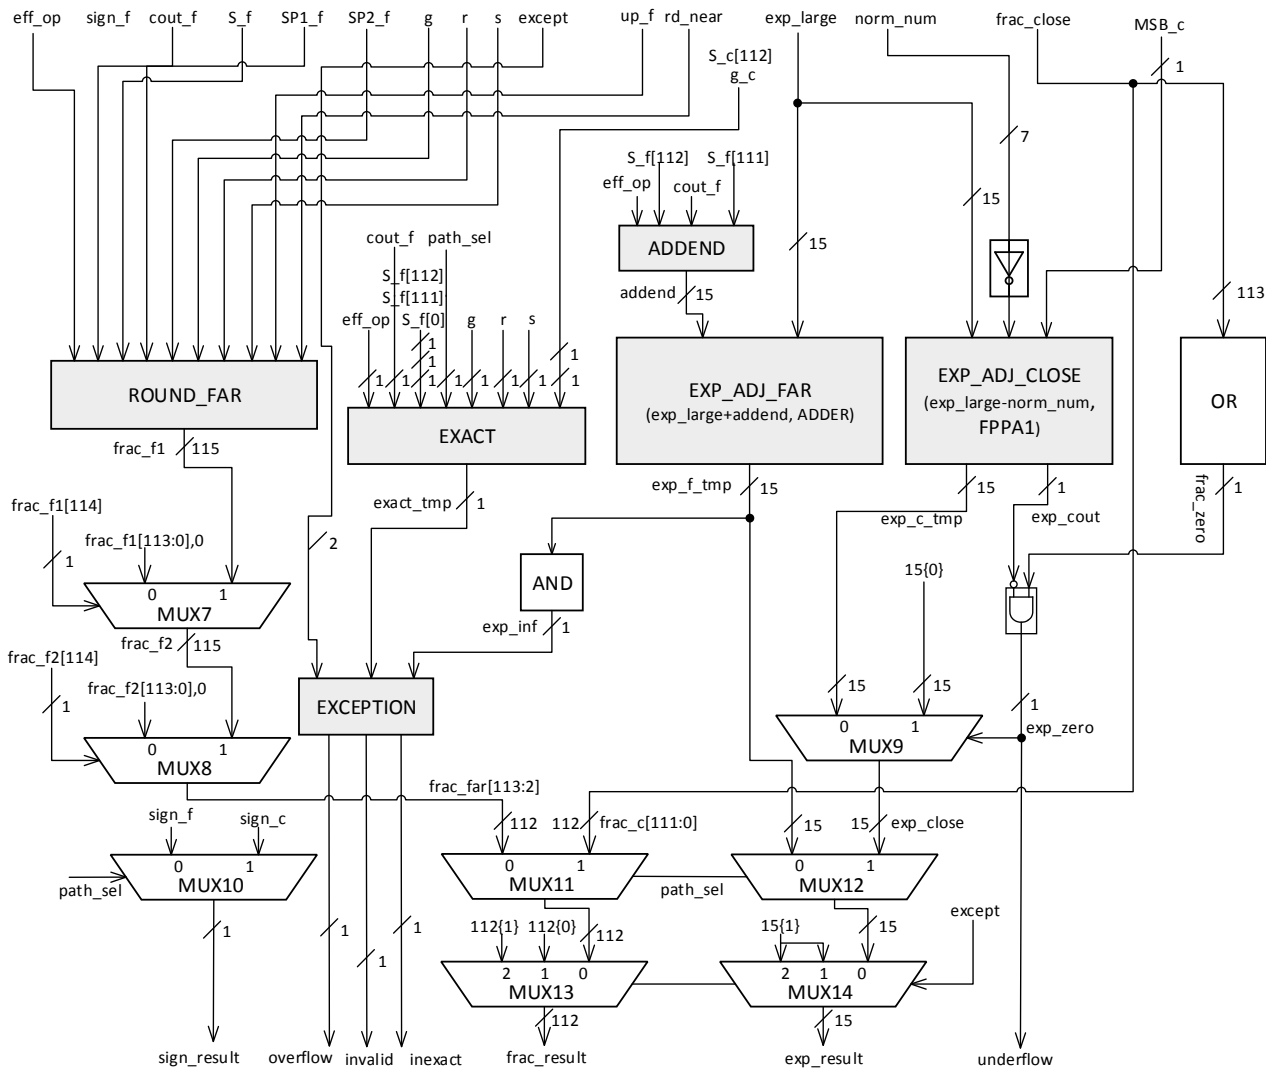 eff_op sign_f cout_f S_f SP1_f SP2_f g r s except up_f rd_near exp_large norm_num frac_close MSB_c
S_c[112]
g_c
1
7
S_f[112] S_f[111]
eff_op cout_f
15
ADDEND
15
cout_f path_sel
S_f[112]
S_f[111]
addend 15
113
eff_op S_f[0] g r s
1
1
1
1 1 1 1 1 1 1 1
ROUND_FAR
EXACT
EXP_ADJ_FAR
(exp_large+addend, ADDER)
EXP_ADJ_CLOSE
(exp_large-norm_num,
FPPA1)
OR
frac_f1 115
exact_tmp 1
exp_f_tmp 15
15
exp_c_tmp
1
exp_cout
frac_zero
1
frac_f1[114]
frac_f1[113:0],0
1
2
0 1
MUX7
AND
exp_inf 1
15{0}
frac_f2 115
frac_f2[114]
frac_f2[113:0],0
1
0 1
MUX8
EXCEPTION
15 15
0 1
MUX9
1
exp_zero
frac_far[113:2]
sign_f sign_c
112 112 frac_c[111:0]
15 15 exp_close
0 1
MUX10
path_sel
0 1
MUX11
path_sel
0 1
MUX12
except
1
1
1
1
112{1} 112{0}
112
15{1}
15
2 1 0
MUX13
2 1 0
MUX14
112
15
sign_result overflow invalid inexact frac_result exp_result underflow